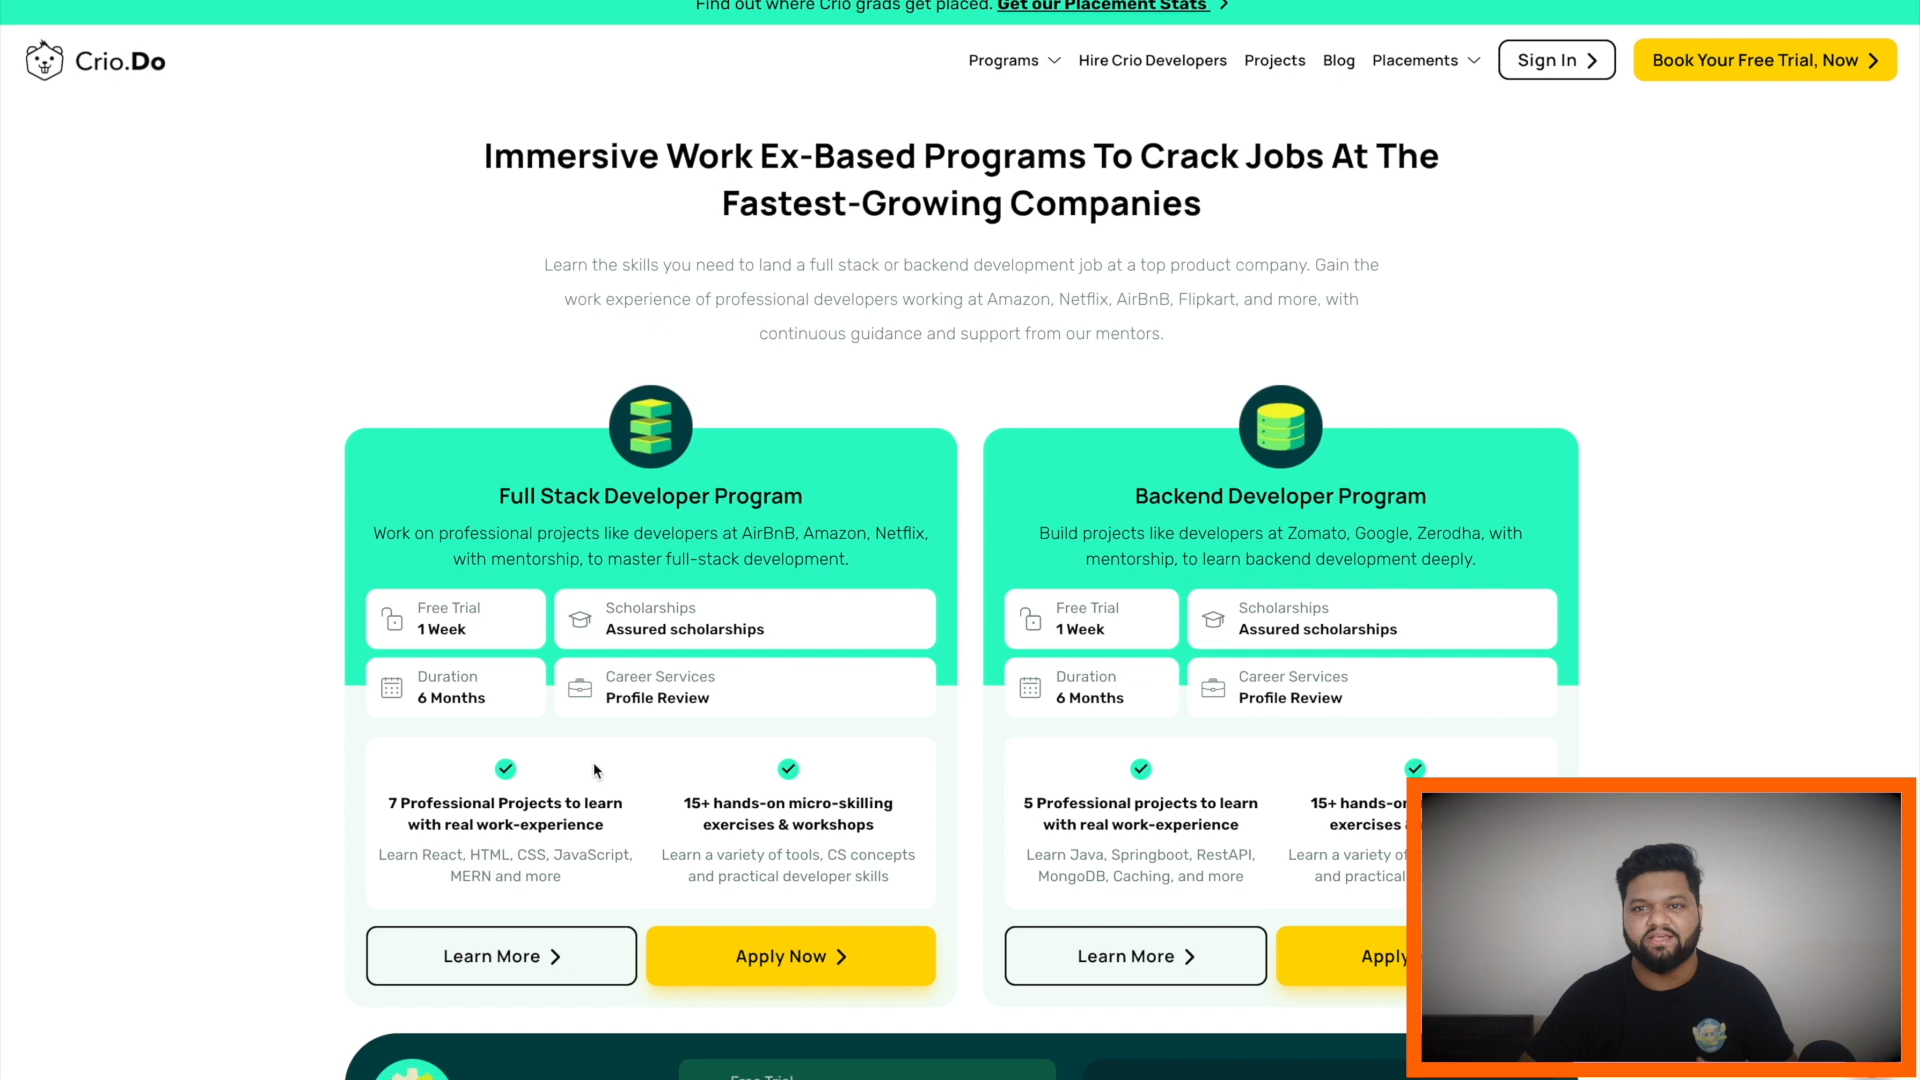 Find out where Crio grads get placed. Get our Placement Stats
Crio.Do
Programs
Hire Crio Developers
Projects
Blog
Placements
Sign In
Book Your Free Trial, Now
Immersive Work Ex-Based Programs To Crack Jobs At The
Fastest-Growing Companies
Learn the skills you need to land a full stack or backend development job at a top product company. Gain the
work experience of professional developers working at Amazon, Netflix, AirBnB, Flipkart, and more, with
continuous guidance and support from our mentors.
Full Stack Developer Program
Work on professional projects like developers at AirBnB, Amazon, Netflix,
with mentorship, to master full-stack development.
Free Trial
1 Week
Scholarships
Assured scholarships
Duration
6 Months
Career Services
Profile Review
7 Professional Projects to learn
with real work-experience
Learn React, HTML, CSS, JavaScript,
MERN and more
15+ hands-on micro-skilling
exercises & workshops
Learn a variety of tools, CS concepts
and practical developer skills
Learn More
Apply Now
Backend Developer Program
Build projects like developers at Zomato, Google, Zerodha, with
mentorship, to learn backend development deeply.
Free Trial
1 Week
Scholarships
Assured scholarships
Duration
6 Months
Career Services
Profile Review
5 Professional projects to learn
with real work-experience
Learn Java, Springboot, RestAPI,
MongoDB, Caching, and more
15+ hands-on
exercises
Learn a variety of
and practical
Learn More
Apply
Free Trial